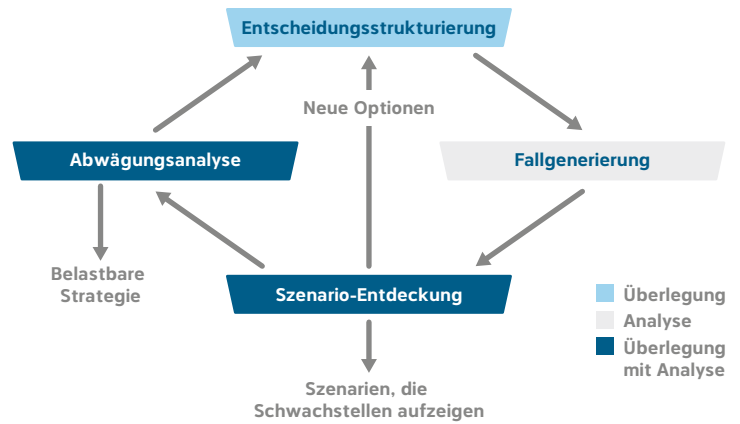 Entscheidungsstrukturierung
Neue Optionen
Abwägungsanalyse
Fallgenerierung
Belastbare
Strategie
Szenario-Entdeckung
Szenarien, die
Schwachstellen aufzeigen
Überlegung
Analyse
Überlegung
mit Analyse